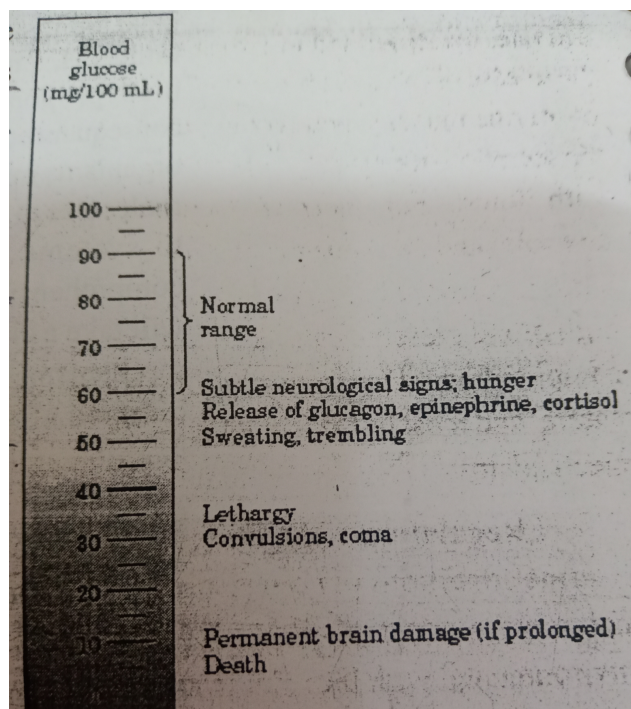 Blood
glucose
(mg/100 mL)
100
90
80
Normal
range
70
60
Subtle neurological signs; hunger
Release of glucagon, epinephrine, cortisol
50
Sweating, trembling
40
Lethargy
30
Convulsions, coma
20
10
Permanent brain damage (if prolonged)
Death